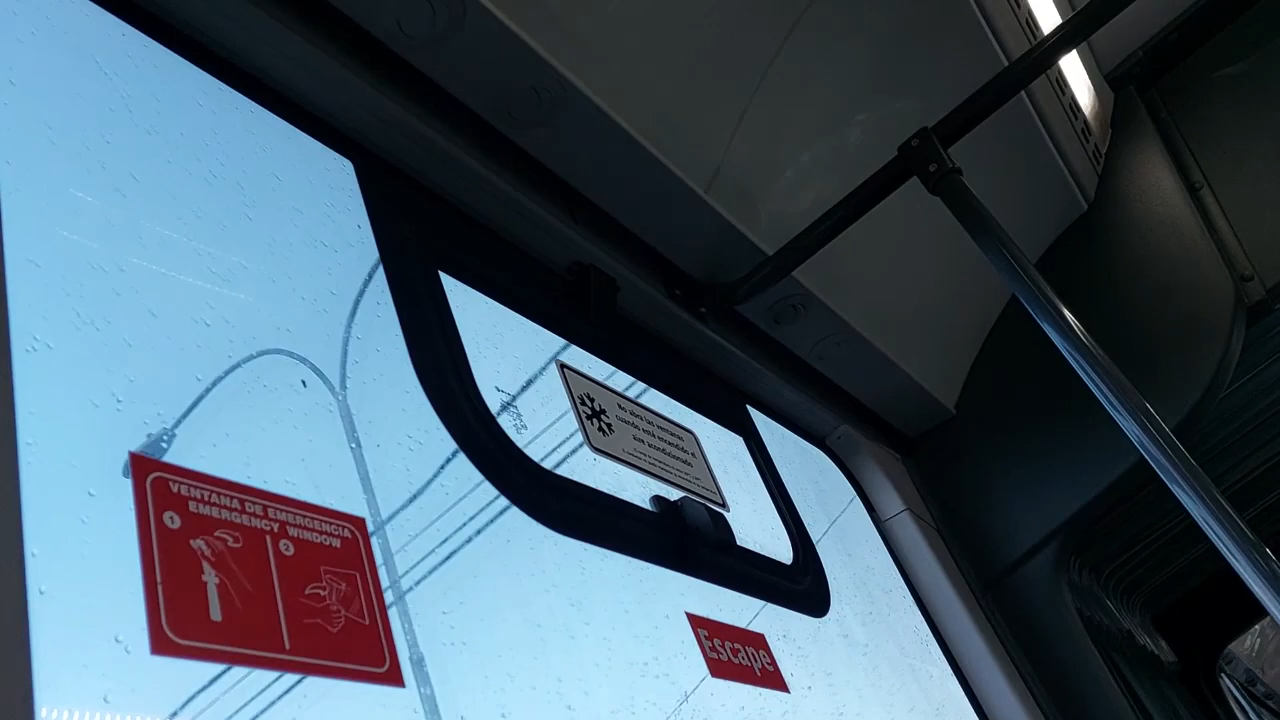 VENTANA DE EMERGENCIA
EMERGENCY WINDOW
1
2
No abra las ventanas
cuando esté encendido el
aire acondicionado
Escape